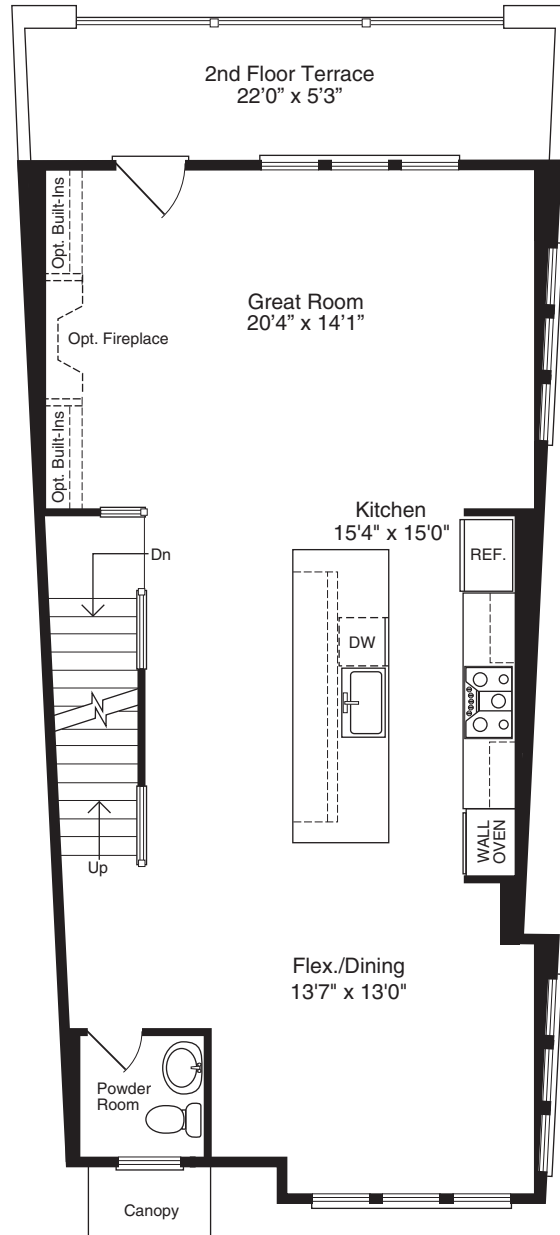 2nd Floor Terrace
22’0” x 5’3”
Opt. Built-Ins
Great Room
20’4” x 14’1”
Opt. Fireplace
Opt. Built-Ins
Kitchen
15'4" x 15'0"
Dn
REF.
DW
WALL
OVEN
Up
Flex./Dining
13'7" x 13'0"
Powder
Room
Canopy